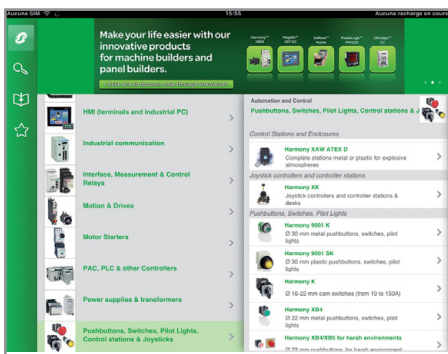 Aucune SIM
15:55
Aucune recharge en cours
Make your life easier with our
innovative products
for machine builders and
panel builders.
HMI (terminals and industrial PC)
Industrial communication
Interface, Measurement & Control
Relays
Motion & Drives
Motor Starters
PAC, PLC & other Controllers
Power supplies & transformers
Pushbuttons, Switches, Pilot Lights,
Control stations & Joysticks
Automation and Control
Pushbuttons, Switches, Pilot Lights, Control stations & J
Control Stations and Enclosures
Harmony XAW ATEX D
Complete stations metal or plastic for explosive
atmospheres
Joystick controllers and controller stations
Harmony XK
Joystick controllers and controller stations &
desks
Pushbuttons, Switches, Pilot Lights
Harmony 9001 K
Ø 30 mm metal pushbuttons, switches, pilot
lights
Harmony 9001 SK
Ø 30 mm plastic pushbuttons, switches, pilot
lights
Harmony K
Ø 16-22 mm cam switches (from 10 to 150A)
Harmony XB4
Ø 22 mm metal pushbuttons, switches, pilot
lights
Harmony XB4/XB5 for harsh environments
Ø 22 mm pushbuttons, for harsh environment